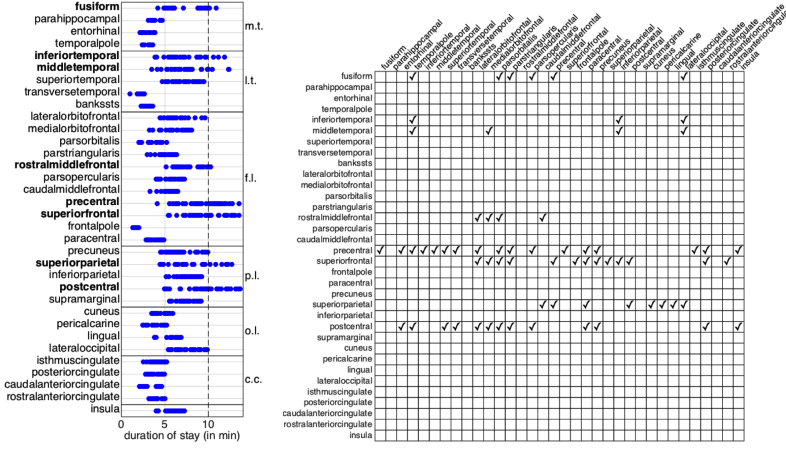 fusiform
parahippocampal
entorhinal
temporalpole
m.t.
inferiortemporal
middletemporal
superiortemporal
transversetemporal
bankssts
l.t.
lateralorbitofrontal
medialorbitofrontal
parsorbitalis
parstriangularis
rostralmiddlefrontal
parsopercularis
caudalmiddlefrontal
precentral
superiorfrontal
frontalpole
paracentral
f.l.
precuneus
superiorparietal
inferiorparietal
postcentral
supramarginal
p.l.
cuneus
pericalcarine
lingual
lateraloccipital
o.l.
isthmuscingulate
posteriorcingulate
caudalanteriorcingulate
rostralanteriorcingulate
c.c.
insula
0 5 10
duration of stay (in min)
fusiform
parahippocampal
entorhinal
temporalpole
inferiortemporal
middletemporal
superiortemporal
transversetemporal
bankssts
lateralorbitofrontal
medialorbitofrontal
parsorbitalis
parstriangularis
rostralmiddlefrontal
parsopercularis
caudalmiddlefrontal
precentral
superiorfrontal
frontalpole
paracentral
precuneus
superiorparietal
inferiorparietal
postcentral
supramarginal
cuneus
pericalcarine
lingual
lateraloccipital
isthmuscingulate
posteriorcingulate
caudalanteriorcingulate
rostralanteriorcingulate
fusiform
parahippocampal
entorhinal
temporalpole
inferiortemporal
middletemporal
superiortemporal
transversetemporal
bankssts
lateralorbitofrontal
medialorbitofrontal
parsorbitalis
parstriangularis
rostralmiddlefrontal
parsopercularis
caudalmiddlefrontal
precentral
superiorfrontal
frontalpole
paracentral
precuneus
superiorparietal
inferiorparietal
postcentral
supramarginal
cuneus
pericalcarine
lingual
lateraloccipital
isthmuscingulate
posteriorcingulate
caudalanteriorcingulate
rostralanteriorcingulate
insula